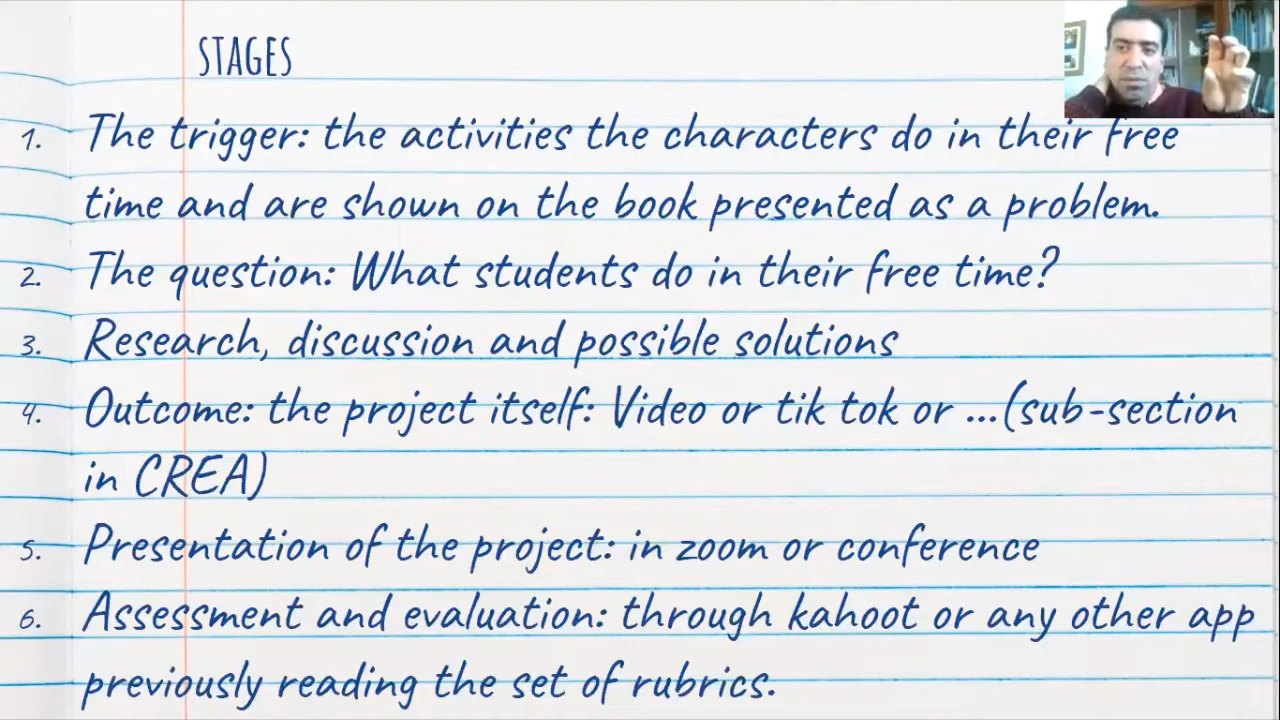 STAGES
1. The trigger: the activities the characters do in their free
time and are shown on the book presented as a problem.
2. The question: What students do in their free time?
3. Research, discussion and possible solutions
4. Outcome: the project itself: Video or tik tok or ...(sub-section
in CREA)
5. Presentation of the project: in zoom or conference
6. Assessment and evaluation: through kahoot or any other app
previously reading the set of rubrics.